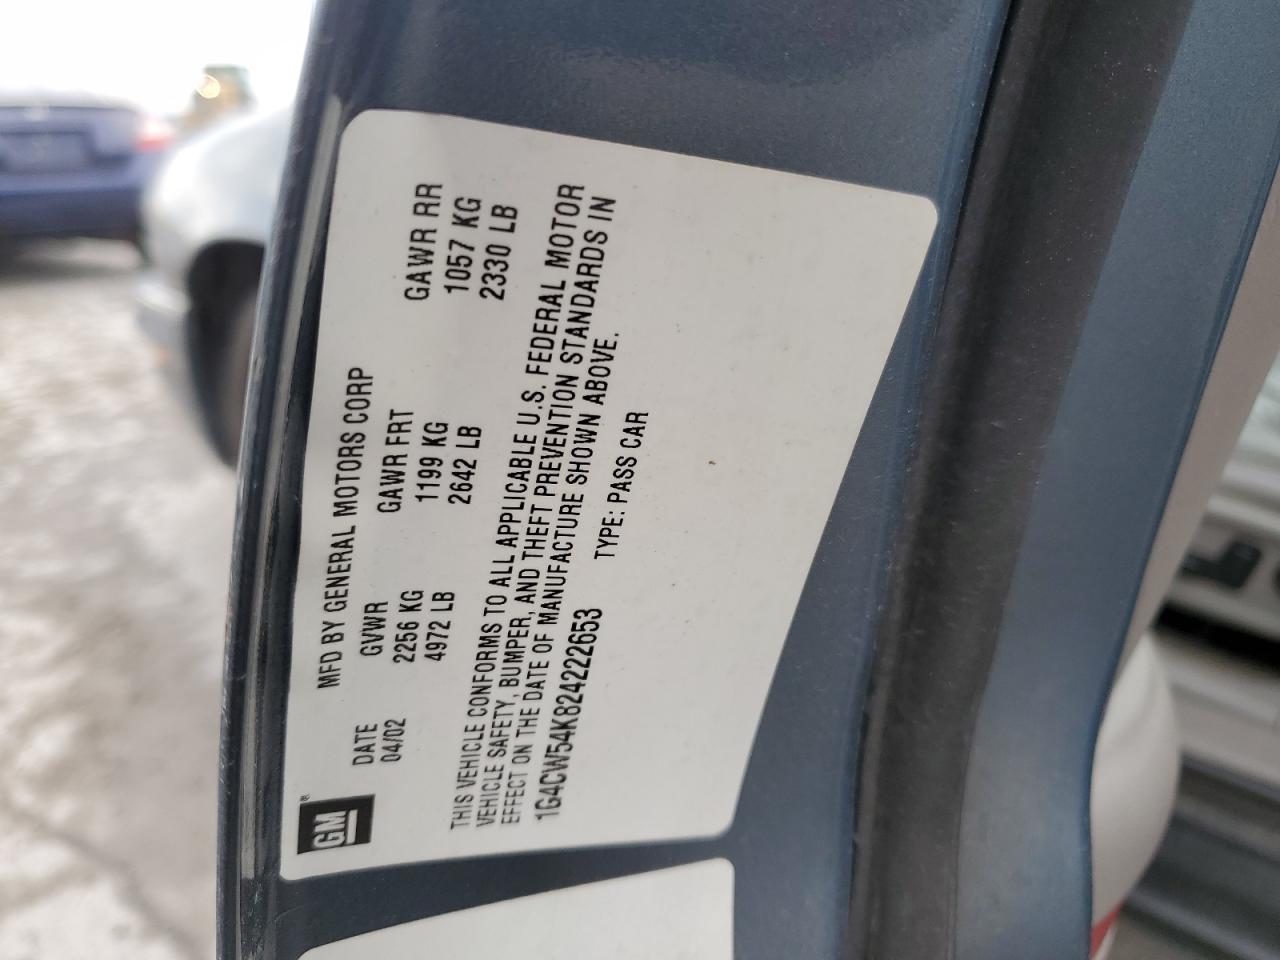 GM®
MFD BY GENERAL MOTORS CORP
DATE GVWR GAWR FRT GAWR RR
04/02 2256 KG 1199 KG 1057 KG
4972 LB 2642 LB 2330 LB
THIS VEHICLE CONFORMS TO ALL APPLICABLE U.S. FEDERAL MOTOR
VEHICLE SAFETY, BUMPER, AND THEFT PREVENTION STANDARDS IN
EFFECT ON THE DATE OF MANUFACTURE SHOWN ABOVE.
1G4CW54K824222653 TYPE: PASS CAR